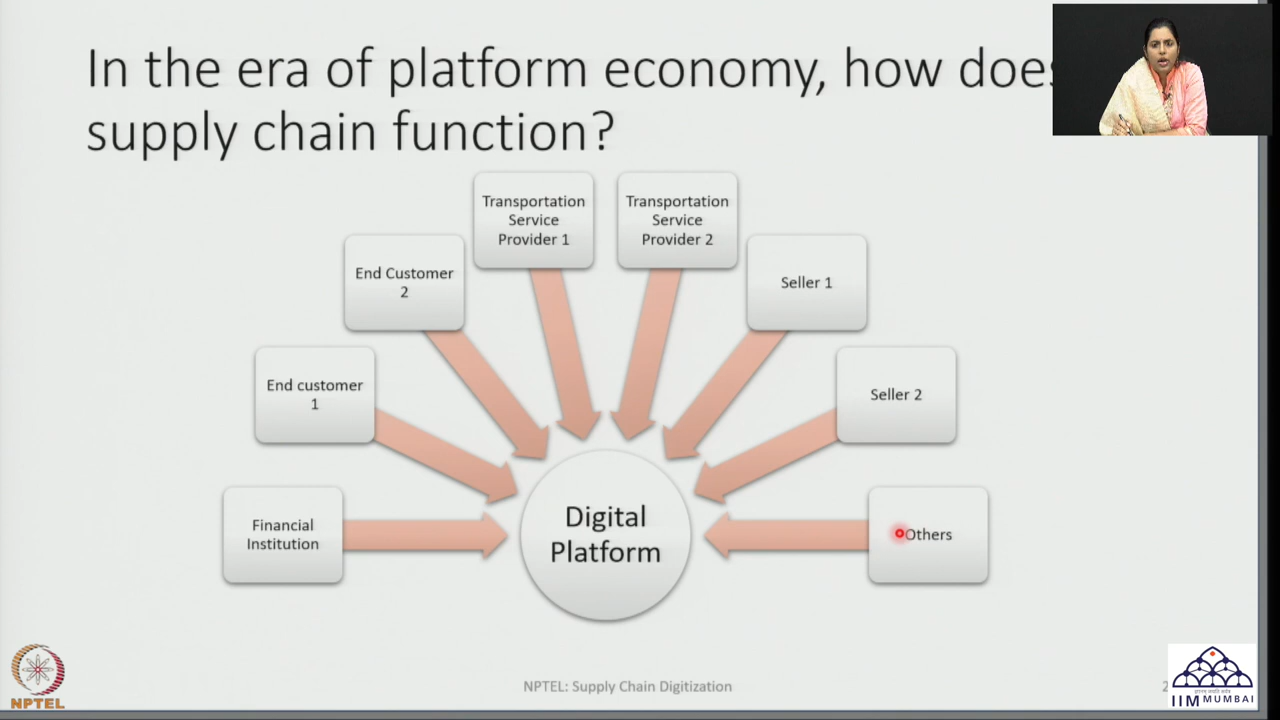 In the era of platform economy, how does
supply chain function?
Transportation
Service
Provider 1
Transportation
Service
Provider 2
End Customer
2
Seller 1
End customer
1
Seller 2
Financial
Institution
Digital
Platform
Others
NPTEL
NPTEL: Supply Chain Digitization
2
IIM MUMBAI